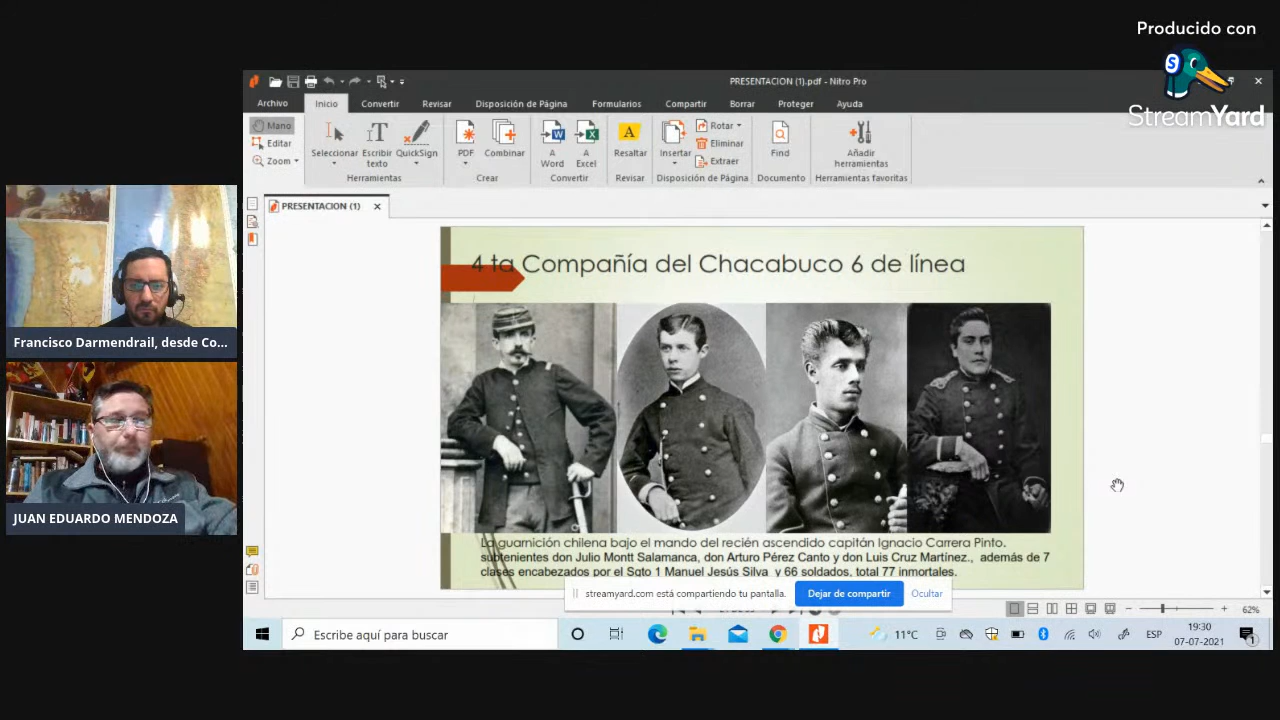 Producido con
StreamYard
PRESENTACION (1).pdf - Nitro Pro
Archivo Inicio Convertir Revisar Disposición de Página Formularios Compartir Borrar Proteger Ayuda
Mano
Editar
Zoom
Seleccionar
Escribir texto
QuickSign
Herramientas
PDF
Combinar
Crear
A Word
A Excel
Convertir
Resaltar
Revisar
Insertar
Rotar
Eliminar
Extraer
Disposición de Página
Find
Documento
Añadir herramientas
Herramientas favoritas
PRESENTACION (1)
4 ta Compañía del Chacabuco 6 de línea
La guarnición chilena bajo el mando del recién ascendido capitán Ignacio Carrera Pinto,
subtenientes don Julio Montt Salamanca, don Arturo Pérez Canto y don Luis Cruz Martínez., además de 7
clases encabezados por el Sgto 1 Manuel Jesús Silva y 66 soldados, total 77 inmortales.
Francisco Darmendrail, desde Co...
JUAN EDUARDO MENDOZA
streamyard.com está compartiendo tu pantalla.
Dejar de compartir
Ocultar
62%
Escribe aquí para buscar
11°C
ESP
19:30
07-07-2021